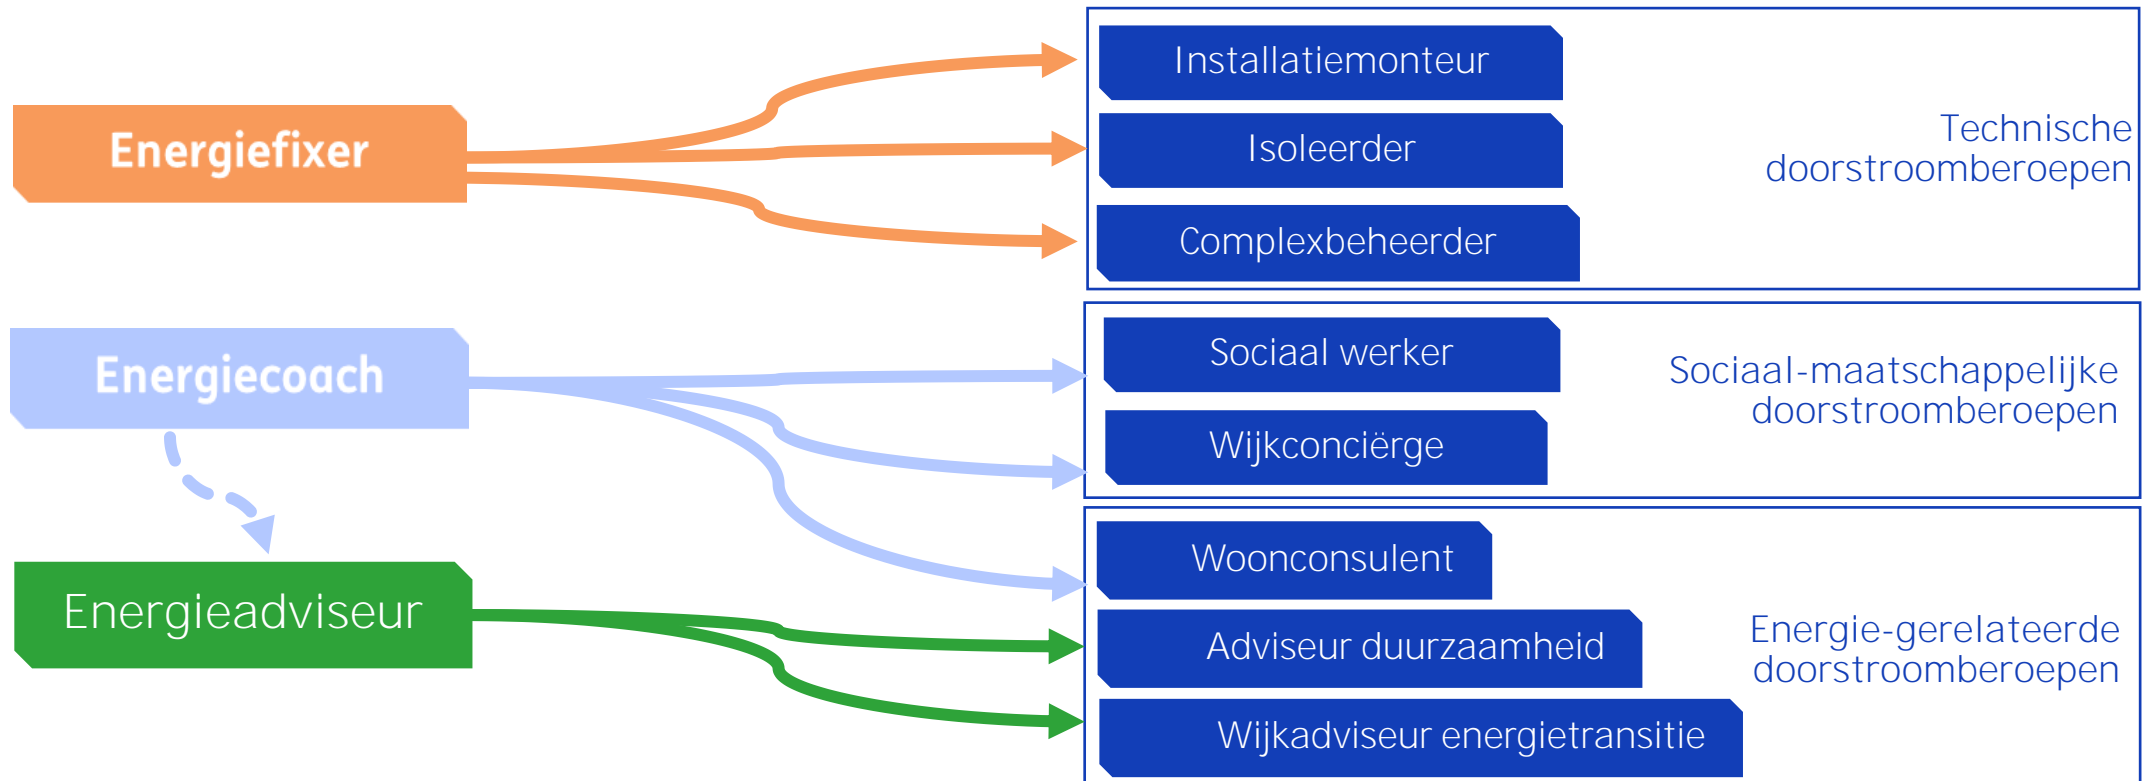 Energiefixer
Installatiemonteur
Isoleerder
Complexbeheerder
Technische
doorstroomberoepen
Energiecoach
Sociaal werker
Wijkconciërge
Sociaal-maatschappelijke
doorstroomberoepen
Energieadviseur
Woonconsulent
Adviseur duurzaamheid
Wijkadviseur energietransitie
Energie-gerelateerde
doorstroomberoepen